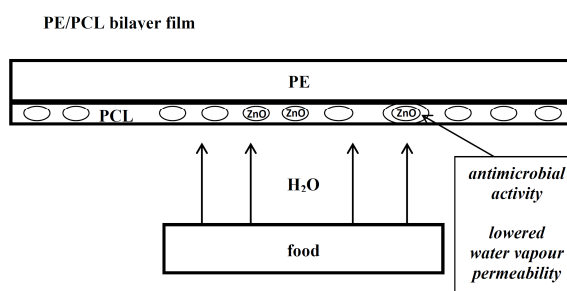 PE/PCL bilayer film
PE
PCL
ZnO ZnO ZnO
H₂O
food
antimicrobial
activity
lowered
water vapour
permeability